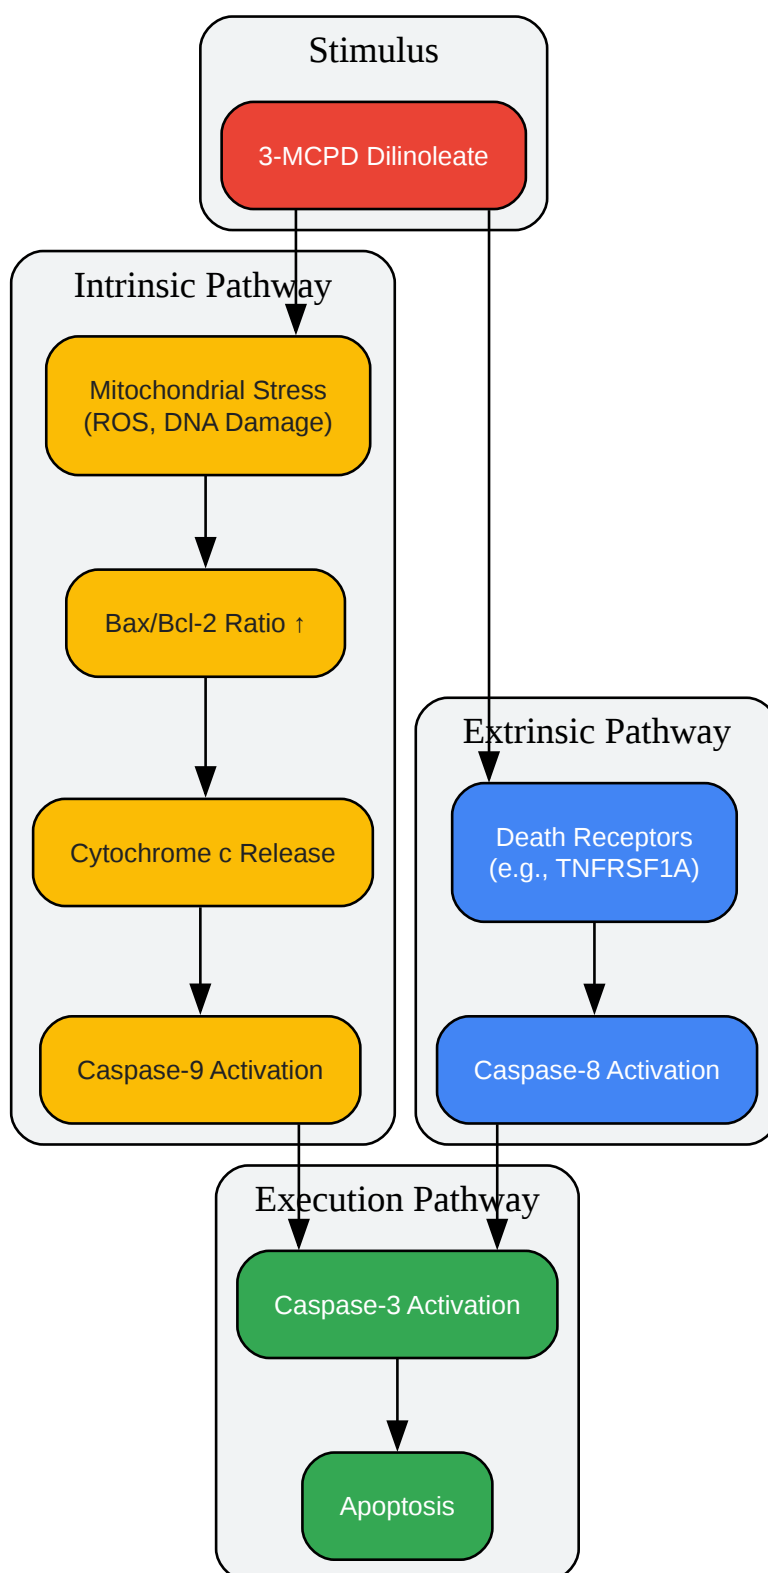 Stimulus
3-MCPD Dilinoleate
Intrinsic Pathway
Mitochondrial Stress
(ROS, DNA Damage)
Bax/Bcl-2 Ratio ↑
Cytochrome c Release
Caspase-9 Activation
Extrinsic Pathway
Death Receptors
(e.g., TNFRSF1A)
Caspase-8 Activation
Execution Pathway
Caspase-3 Activation
Apoptosis